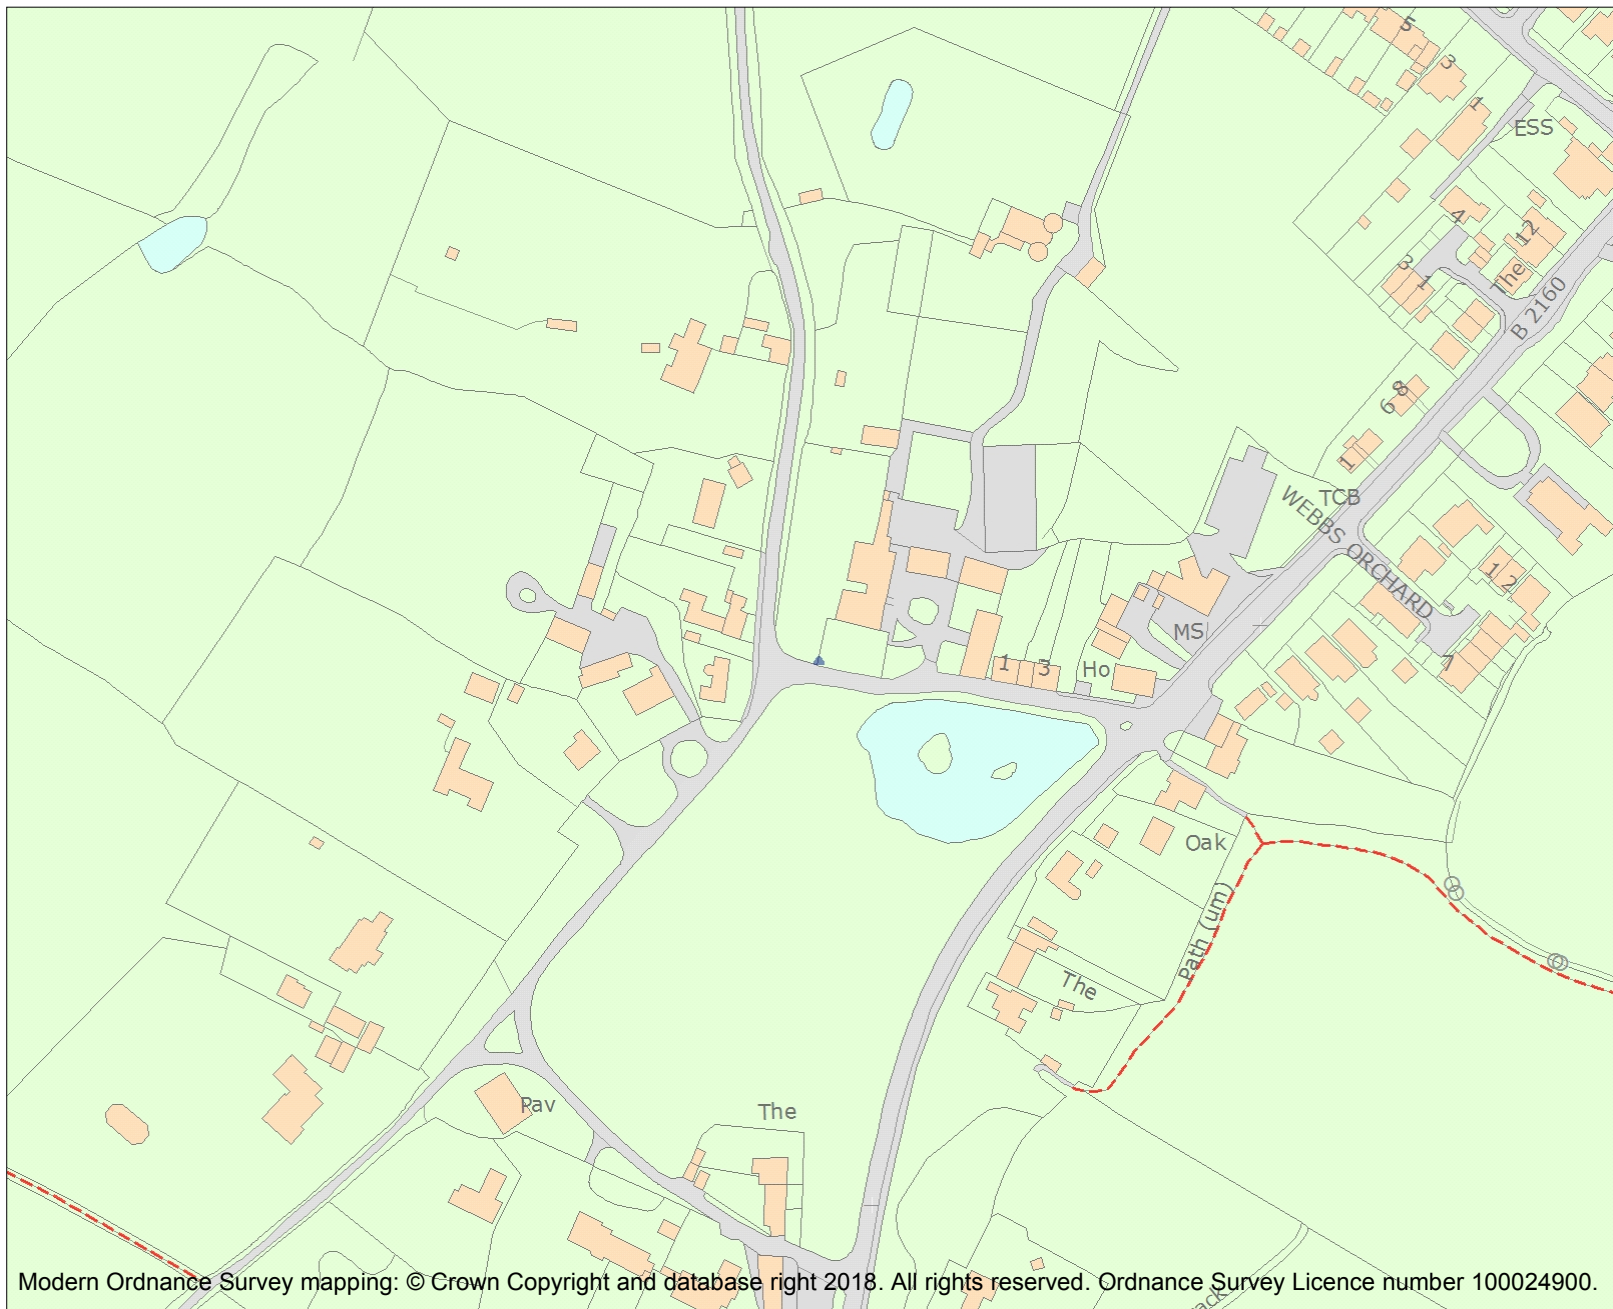 5
3
1
ESS
4
12
The
3
1
B 2160
8
6
1
TCB
WEBBS ORCHARD
1
2
MS
7
1
3
Ho
Oak
Path (um)
The
Pav
The
Modern Ordnance Survey mapping: © Crown Copyright and database right 2018. All rights reserved. Ordnance Survey Licence number 100024900.